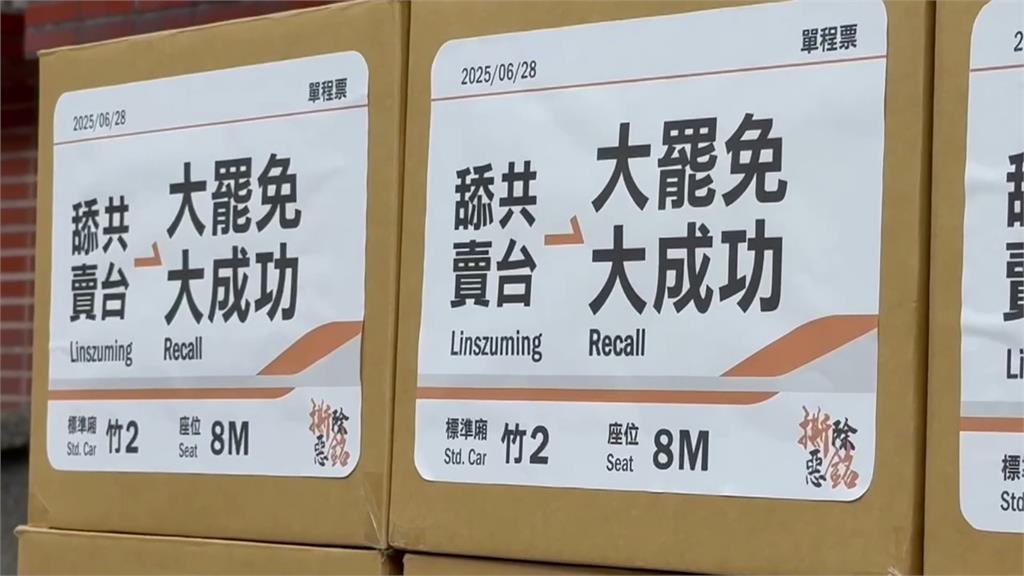 2025/06/28
單程票
舔共
賣台
大罷免
大成功
Linszuming
Recall
標準廂
Std. Car
竹2
座位
Seat
8M
撕除
惡銘
2025/06/28
單程票
舔共
賣台
大罷免
大成功
Linszuming
Recall
標準廂
Std. Car
竹2
座位
Seat
8M
撕除
惡銘